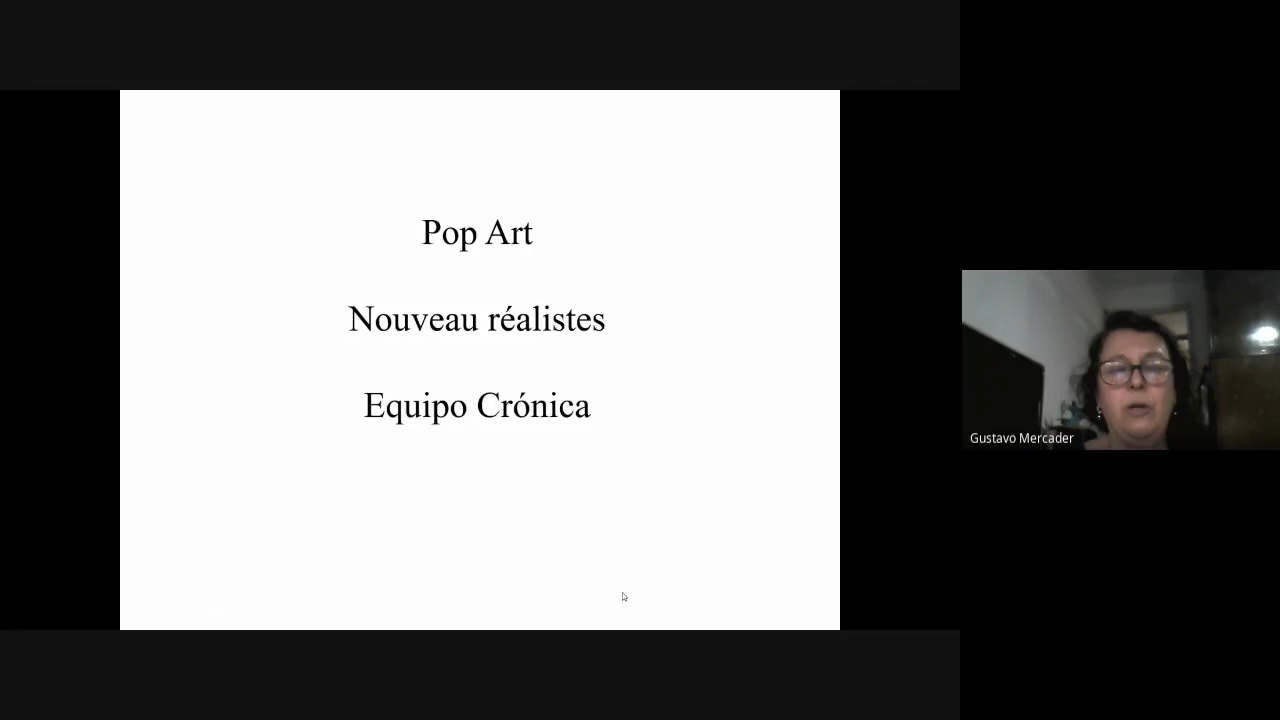 Pop Art
Nouveau réalistes
Equipo Crónica
Gustavo Mercader